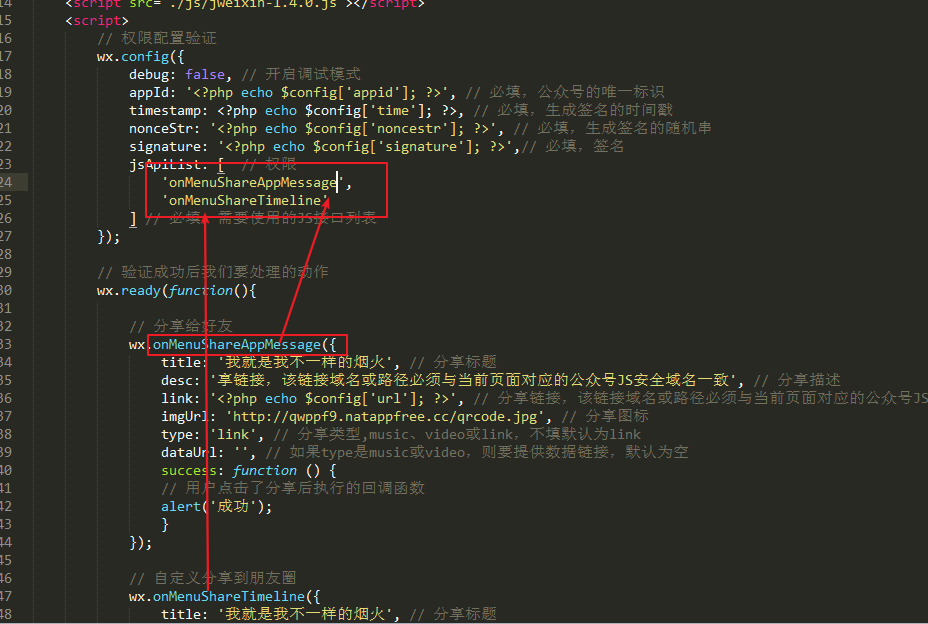 14 <script src="./js/jweixin-1.4.0.js"></script>
15 <script>
16 // 权限配置验证
17 wx.config({
18 debug: false, // 开启调试模式
19 appId: '<?php echo $config['appid']; ?>', // 必填，公众号的唯一标识
20 timestamp: <?php echo $config['time']; ?>, // 必填，生成签名的时间戳
21 nonceStr: '<?php echo $config['noncestr']; ?>', // 必填，生成签名的随机串
22 signature: '<?php echo $config['signature']; ?>',// 必填，签名
23 jsApiList: [ // 权限
24 'onMenuShareAppMessage',
25 'onMenuShareTimeline'
26 ] // 必填，需要使用的JS接口列表
27 });
28
29 // 验证成功后我们要处理的动作
30 wx.ready(function(){
31
32 // 分享给好友
33 wx.onMenuShareAppMessage({
34 title: '我就是我不一样的烟火', // 分享标题
35 desc: '享链接，该链接域名或路径必须与当前页面对应的公众号JS安全域名一致', // 分享描述
36 link: '<?php echo $config['url']; ?>', // 分享链接，该链接域名或路径必须与当前页面对应的公众号JS
37 imgUrl: 'http://qwppf9.natappfree.cc/qrcode.jpg', // 分享图标
38 type: 'link', // 分享类型,music、video或link，不填默认为link
39 dataUrl: '', // 如果type是music或video，则要提供数据链接，默认为空
40 success: function () {
41 // 用户点击了分享后执行的回调函数
42 alert('成功');
43 }
44 });
45
46 // 自定义分享到朋友圈
47 wx.onMenuShareTimeline({
48 title: '我就是我不一样的烟火', // 分享标题